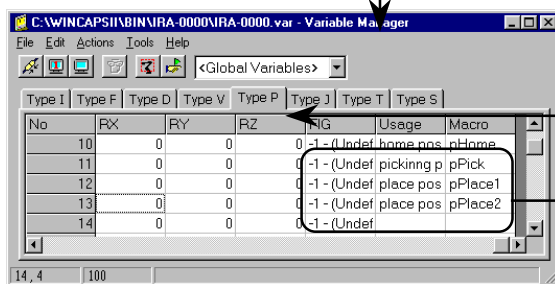 C:\WINCAPSII\BIN\IRA-0000\IRA-0000.var - Variable Manager
File Edit Actions Tools Help
<Global Variables>
Type I Type F Type D Type V Type P Type J Type T Type S
No RX RY RZ FIG Usage Macro
10 0 0 0 -1 - (Undef home pos pHome
11 0 0 0 -1 - (Undef pickinng p pPick
12 0 0 0 -1 - (Undef place pos pPlace1
13 0 0 0 -1 - (Undef place pos pPlace2
14 0 0 0 -1 - (Undef
14, 4 100